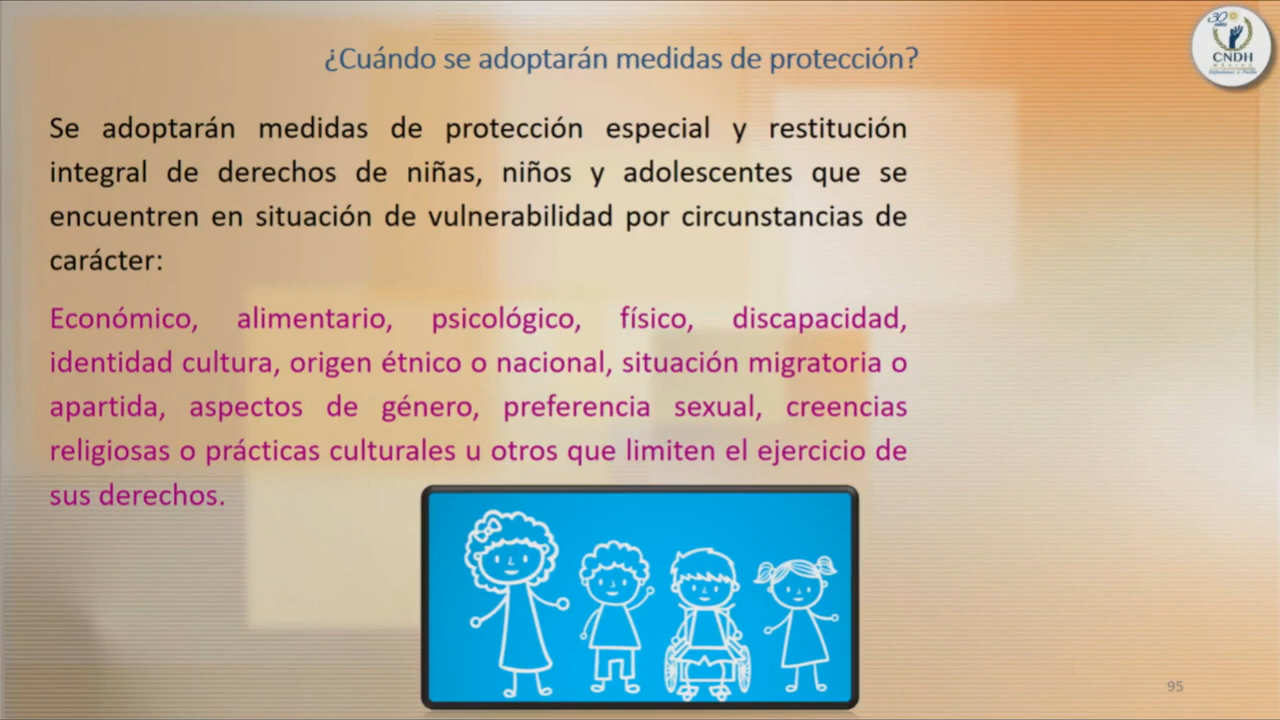 ¿Cuándo se adoptarán medidas de protección?
30
CNDH
MÉXICO
Se adoptarán medidas de protección especial y restitución
integral de derechos de niñas, niños y adolescentes que se
encuentren en situación de vulnerabilidad por circunstancias de
carácter:
Económico, alimentario, psicológico, físico, discapacidad,
identidad cultura, origen étnico o nacional, situación migratoria o
apartida, aspectos de género, preferencia sexual, creencias
religiosas o prácticas culturales u otros que limiten el ejercicio de
sus derechos.
95